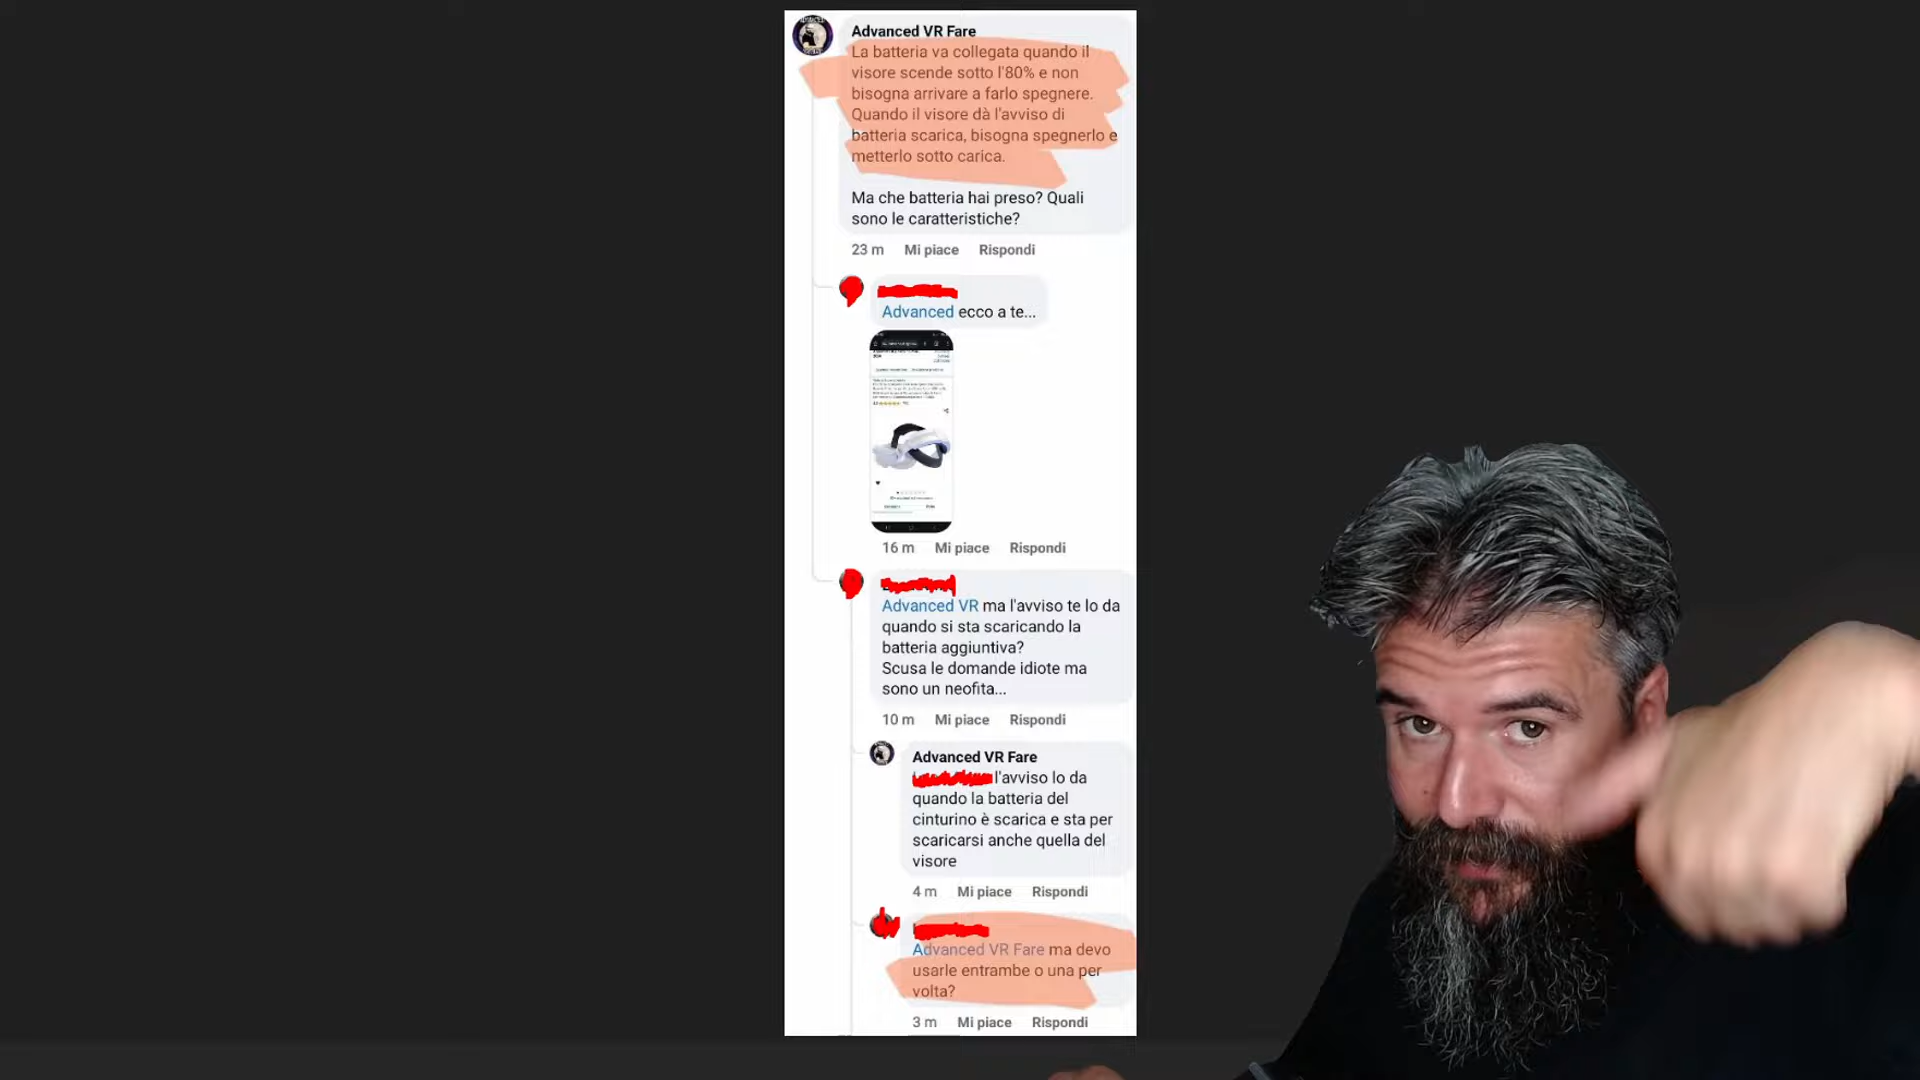 Advanced VR Fare
La batteria va collegata quando il
visore scende sotto l'80% e non
bisogna arrivare a farlo spegnere.
Quando il visore dà l'avviso di
batteria scarica, bisogna spegnerlo e
metterlo sotto carica.
Ma che batteria hai preso? Quali
sono le caratteristiche?
23 m Mi piace Rispondi
Advanced ecco a te...
16 m Mi piace Rispondi
Advanced VR ma l'avviso te lo da
quando si sta scaricando la
batteria aggiuntiva?
Scusa le domande idiote ma
sono un neofita...
10 m Mi piace Rispondi
Advanced VR Fare
l'avviso lo da
quando la batteria del
cinturino è scarica e sta per
scaricarsi anche quella del
visore
4 m Mi piace Rispondi
Advanced VR Fare ma devo
usarle entrambe o una per
volta?
3 m Mi piace Rispondi